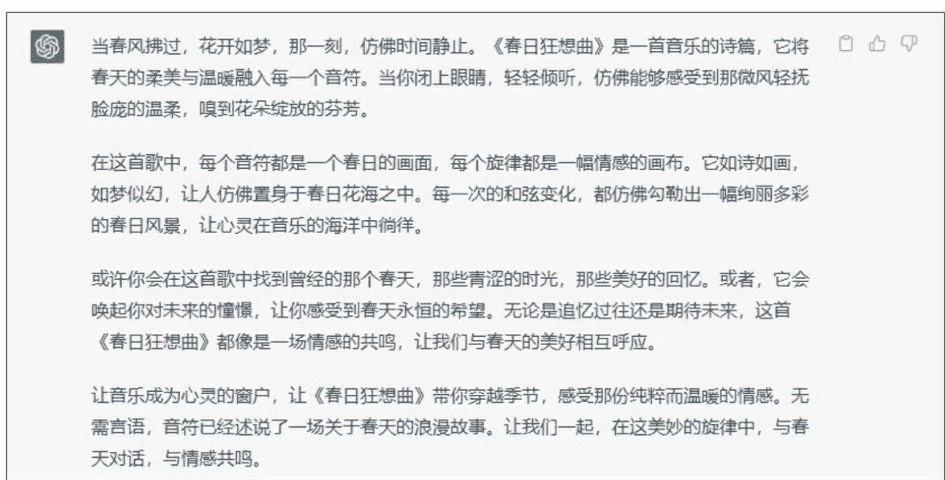 当春风拂过，花开如梦，那一刻，仿佛时间静止。《春日狂想曲》是一首音乐的诗篇，它将
春天的柔美与温暖融入每一个音符。当你闭上眼睛，轻轻倾听，仿佛能够感受到那微风轻抚
脸庞的温柔，嗅到花朵绽放的芬芳。
在这首歌中，每个音符都是一个春日的画面，每个旋律都是一幅情感的画布。它如诗如画，
如梦似幻，让人仿佛置身于春日花海之中。每一次的和弦变化，都仿佛勾勒出一幅绚丽多彩
的春日风景，让心灵在音乐的海洋中徜徉。
或许你会在这首歌中找到曾经的那个春天，那些青涩的时光，那些美好的回忆。或者，它会
唤起你对未来的憧憬，让你感受到春天永恒的希望。无论是追忆过往还是期待未来，这首
《春日狂想曲》都像是一场情感的共鸣，让我们与春天的美好相互呼应。
让音乐成为心灵的窗户，让《春日狂想曲》带你穿越季节，感受那份纯粹而温暖的情感。无
需言语，音符已经述说了一场关于春天的浪漫故事。让我们一起，在这美妙的旋律中，与春
天对话，与情感共鸣。